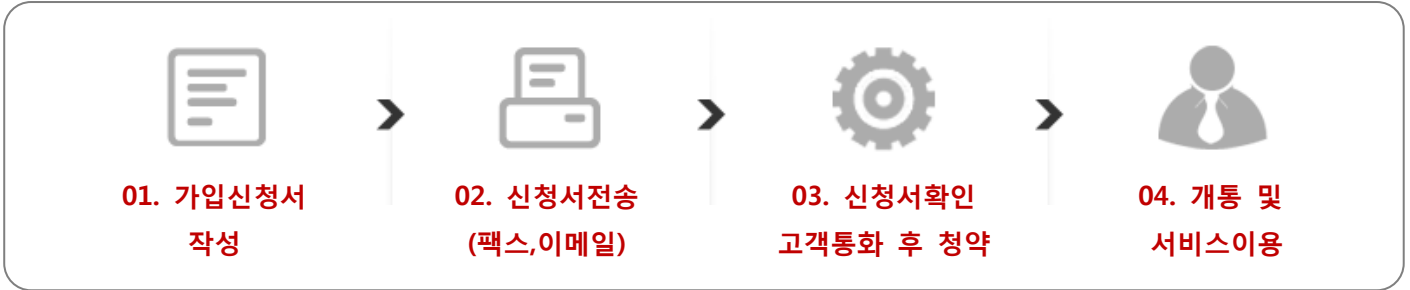 01. 가입신청서
작성
02. 신청서전송
(팩스,이메일)
03. 신청서확인
고객통화 후 청약
04. 개통 및
서비스이용